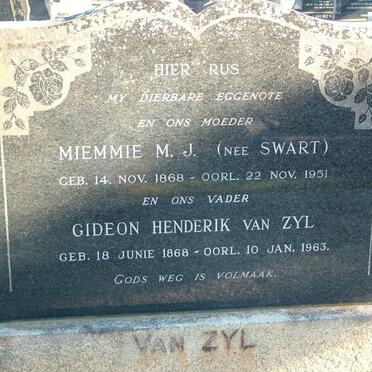 HIER RUS
MY DIERBARE EGGENOTE
EN ONS MOEDER
MIEMMIE M. J. (NEE SWART)
GEB. 14. NOV. 1868 - OORL. 22 NOV. 1951
EN ONS VADER
GIDEON HENDERIK VAN ZYL
GEB. 18 JUNIE 1868 - OORL. 10 JAN. 1963.
GODS WEG IS VOLMAAK.
VAN ZYL